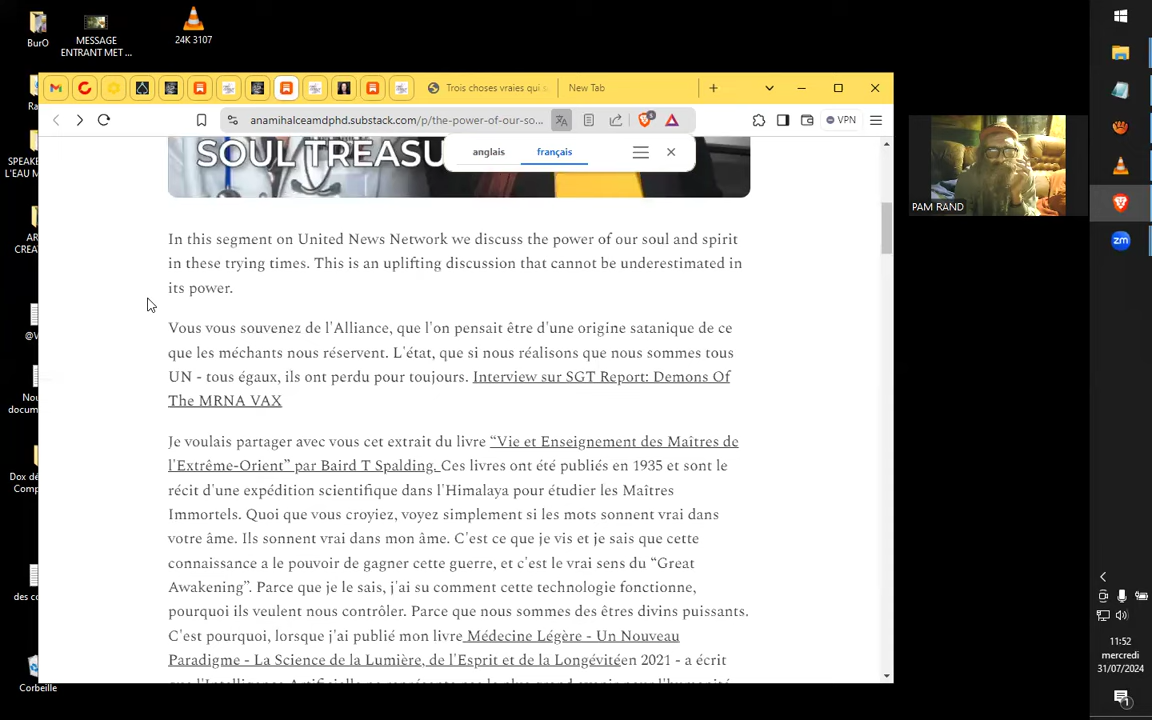 BurO
MESSAGE
ENTRANT MET ...
24K 3107
Ra
SPEAKE
L'EAU M
AR
CREA
@V
Nou
docum
Dox dé
Comp
des co
Corbeille
Trois choses vraies qui s
New Tab
anamihalceamdphd.substack.com/p/the-power-of-our-so...
5
VPN
anglais
français
SOUL TREASU
In this segment on United News Network we discuss the power of our soul and spirit
in these trying times. This is an uplifting discussion that cannot be underestimated in
its power.
Vous vous souvenez de l'Alliance, que l'on pensait être d'une origine satanique de ce
que les méchants nous réservent. L'état, que si nous réalisons que nous sommes tous
UN - tous égaux, ils ont perdu pour toujours. Interview sur SGT Report: Demons Of
The MRNA VAX
Je voulais partager avec vous cet extrait du livre “Vie et Enseignement des Maîtres de
l'Extrême-Orient” par Baird T Spalding. Ces livres ont été publiés en 1935 et sont le
récit d'une expédition scientifique dans l'Himalaya pour étudier les Maîtres
Immortels. Quoi que vous croyiez, voyez simplement si les mots sonnent vrai dans
votre âme. Ils sonnent vrai dans mon âme. C'est ce que je vis et je sais que cette
connaissance a le pouvoir de gagner cette guerre, et c'est le vrai sens du “Great
Awakening”. Parce que je le sais, j'ai su comment cette technologie fonctionne,
pourquoi ils veulent nous contrôler. Parce que nous sommes des êtres divins puissants.
C'est pourquoi, lorsque j'ai publié mon livre Médecine Légère - Un Nouveau
Paradigme - La Science de la Lumière, de l'Esprit et de la Longévitéen 2021 - a écrit
PAM RAND
zm
11:52
mercredi
31/07/2024
1